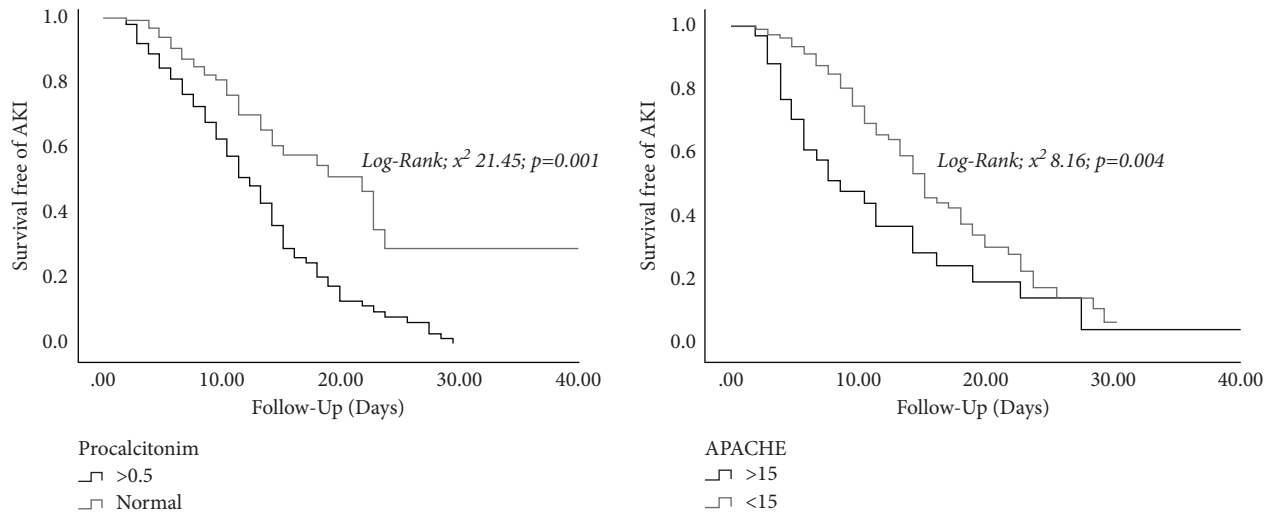 1.0
0.8
0.6
0.4
0.2
0.0
Survival free of AKI
Log-Rank; x² 21.45; p=0.001
.00 10.00 20.00 30.00 40.00
Follow-Up (Days)
Procalcitonim
>0.5
Normal
1.0
0.8
0.6
0.4
0.2
0.0
Survival free of AKI
Log-Rank; x² 8.16; p=0.004
.00 10.00 20.00 30.00 40.00
Follow-Up (Days)
APACHE
>15
<15